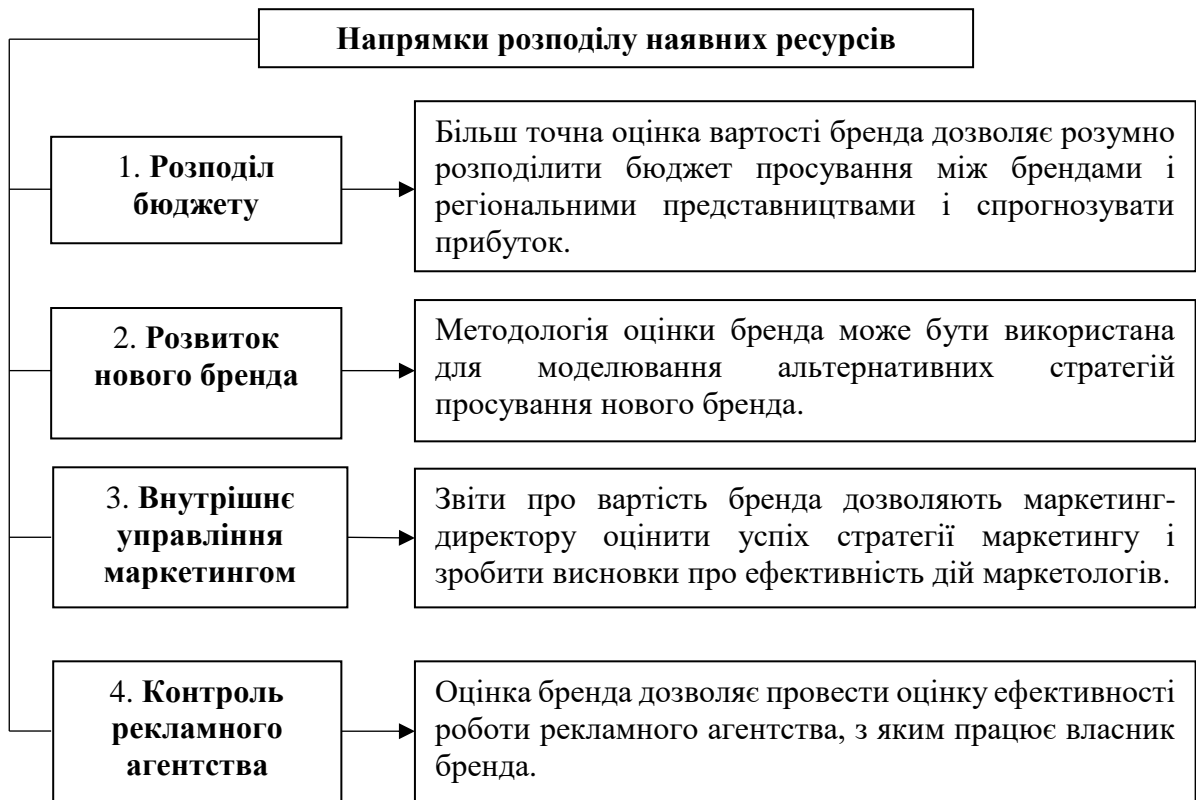 Напрямки розподілу наявних ресурсів
1. Розподіл
бюджету
Більш точна оцінка вартості бренда дозволяє розумно
розподілити бюджет просування між брендами і
регіональними представництвами і спрогнозувати
прибуток.
2. Розвиток
нового бренда
Методологія оцінки бренда може бути використана
для моделювання альтернативних стратегій
просування нового бренда.
3. Внутрішнє
управління
маркетингом
Звіти про вартість бренда дозволяють маркетинг-
директору оцінити успіх стратегії маркетингу і
зробити висновки про ефективність дій маркетологів.
4. Контроль
рекламного
агентства
Оцінка бренда дозволяє провести оцінку ефективності
роботи рекламного агентства, з яким працює власник
бренда.